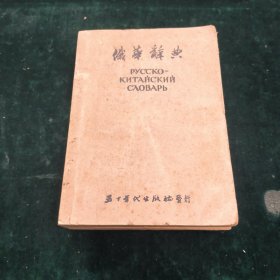 俄華辭典
РУССКО-
КИТАЙСКИЙ
СЛОВАРЬ
五十年代出版社發行